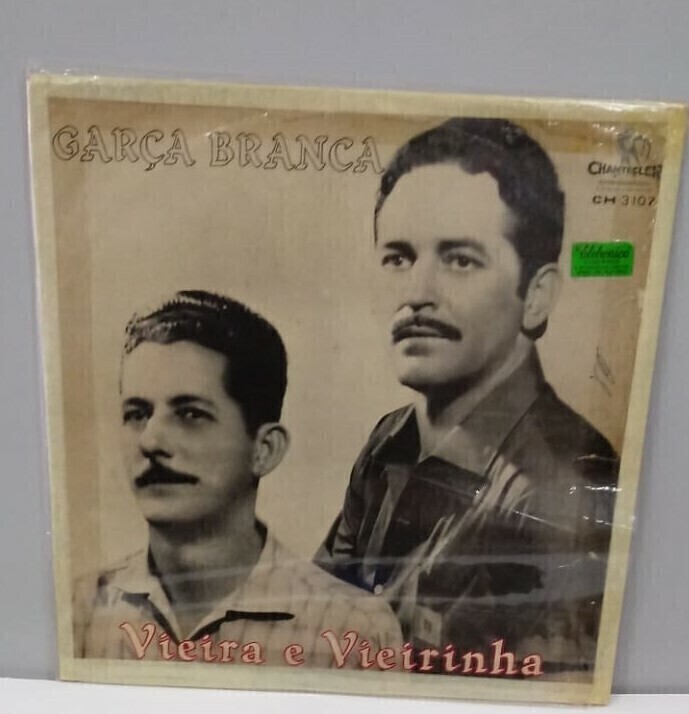 GARÇA BRANCA
CHANTECLER
CH 3107
Vieira e Vieirinha